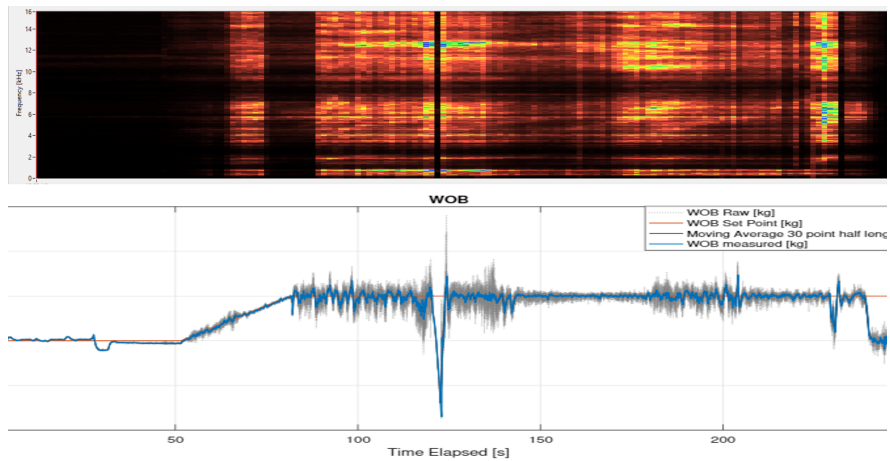 16
14
12
10
8
6
4
2
0
Frequency [kHz]
WOB
WOB Raw [kg]
WOB Set Point [kg]
Moving Average 30 point half leng
WOB measured [kg]
50 100 150 200
Time Elapsed [s]